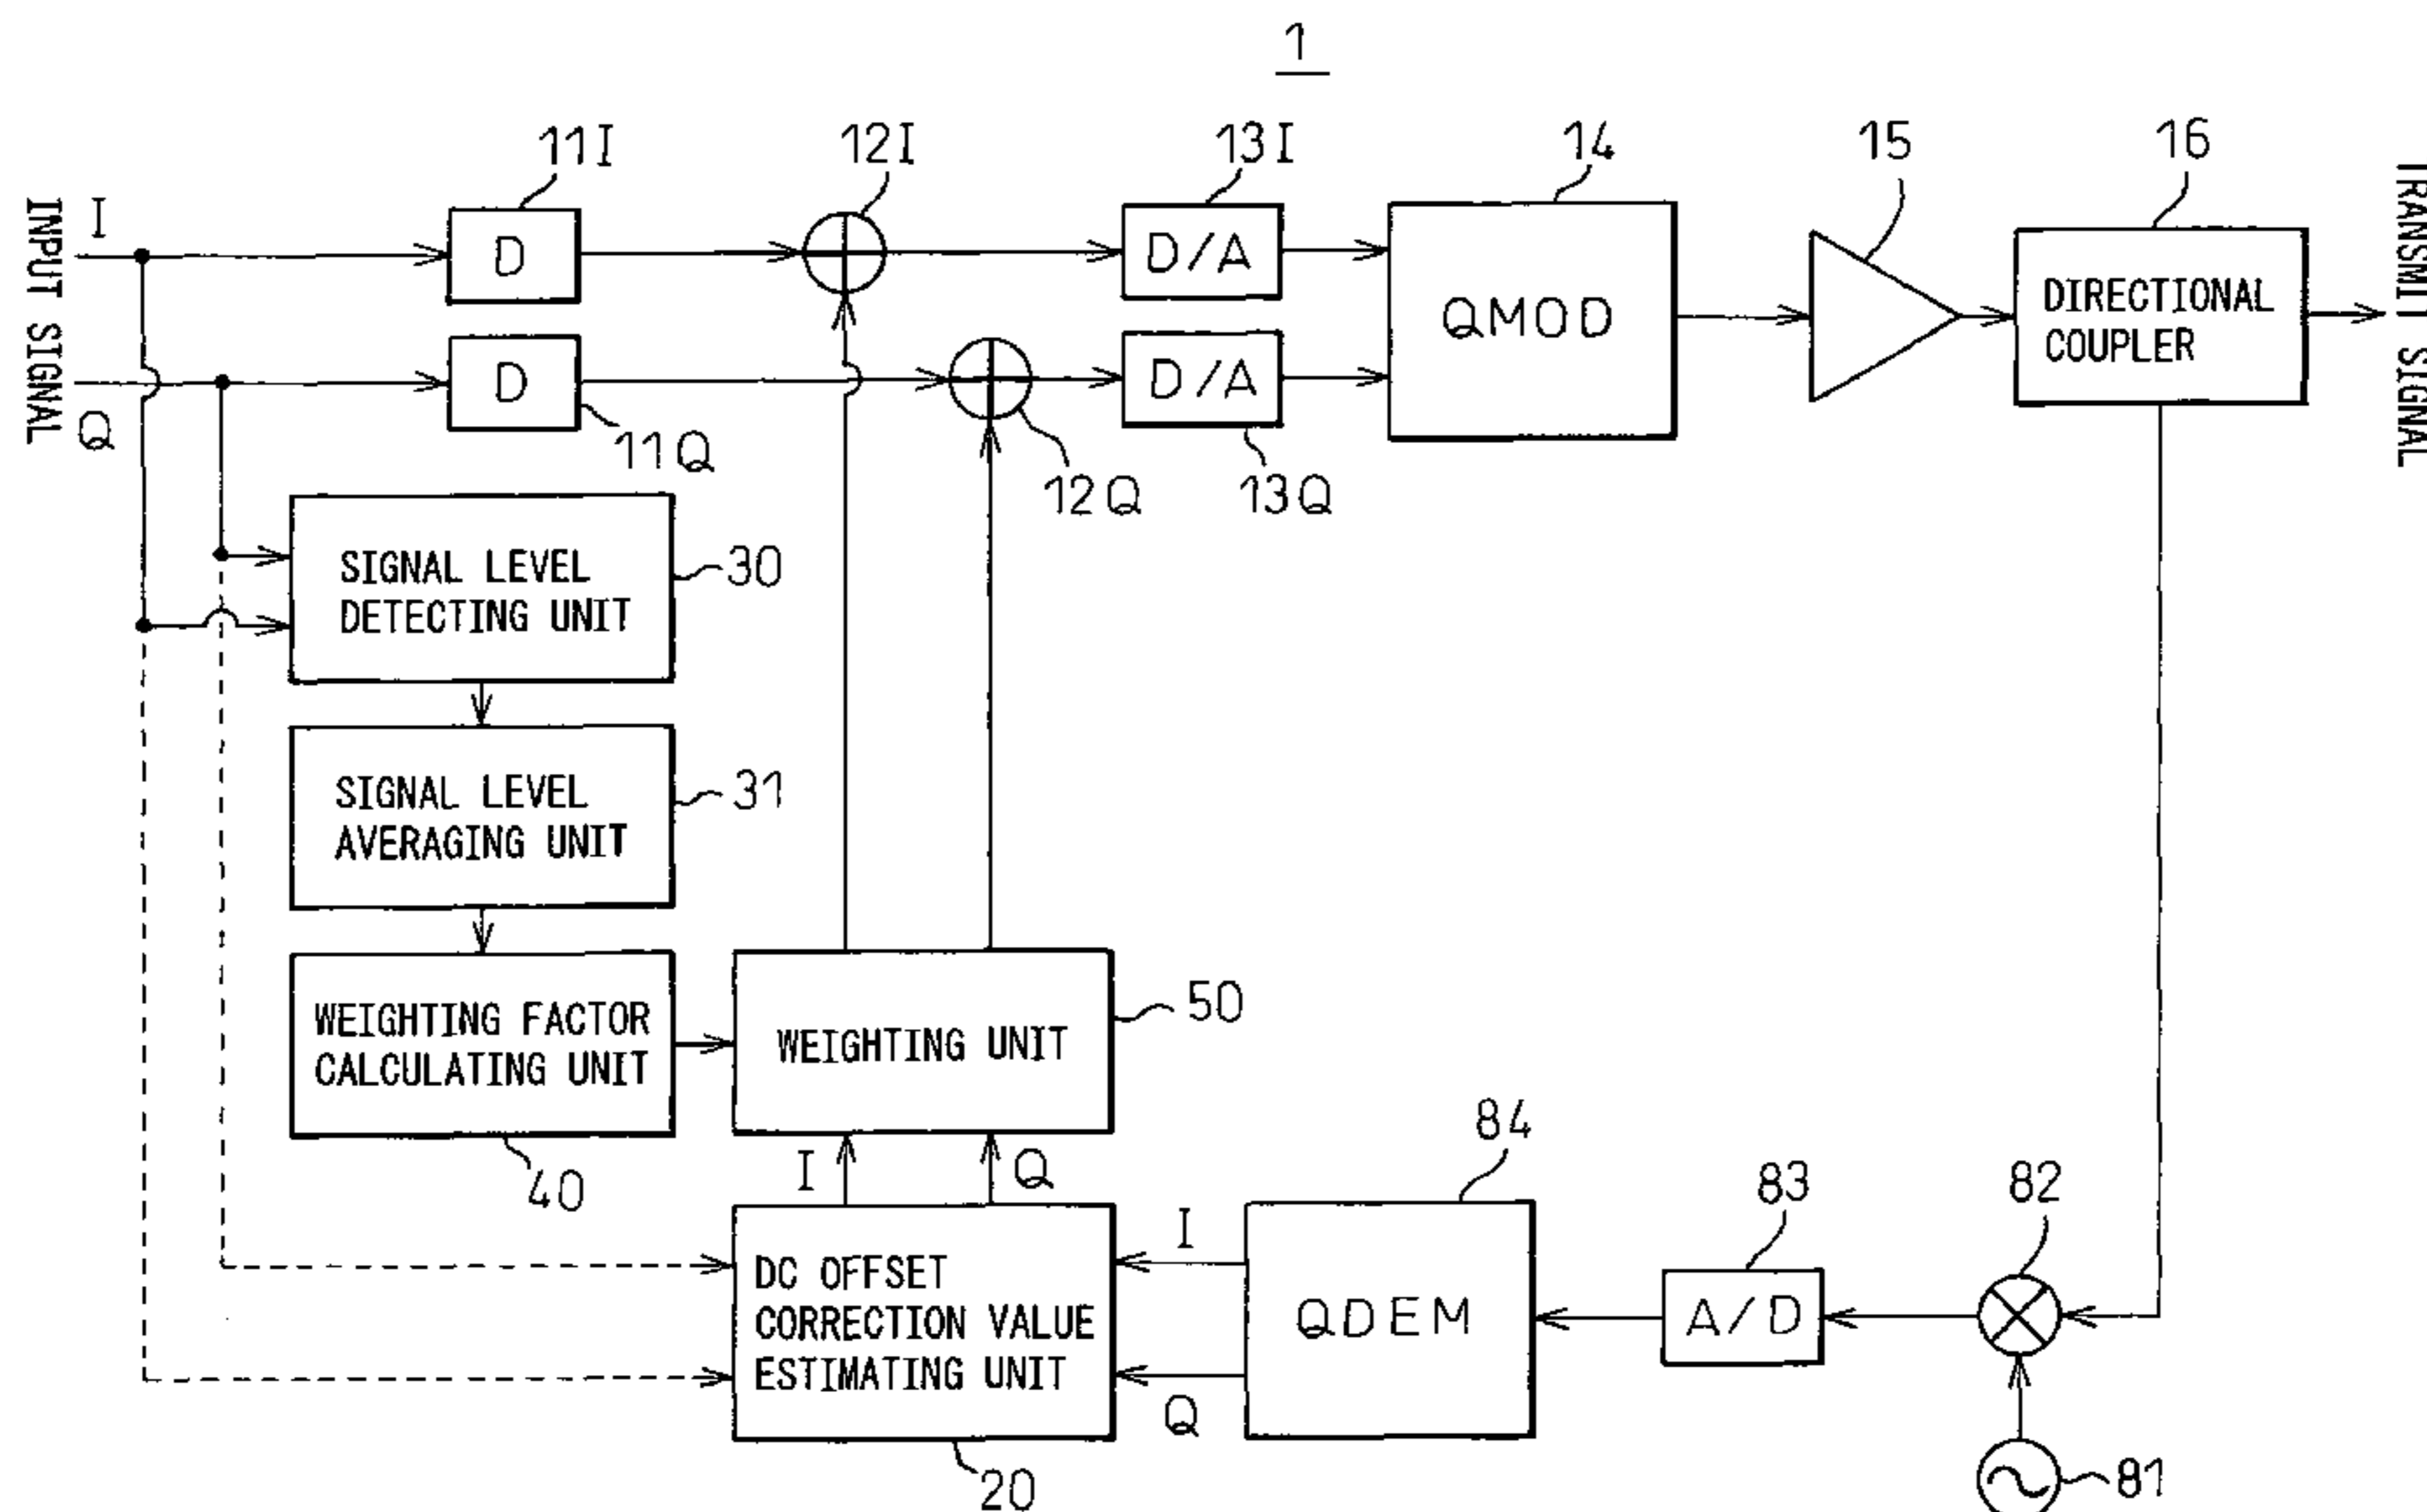 1
11I
12I
13I
14
15
16
INPUT SIGNAL
I
Q
D
D
D/A
D/A
QMOD
DIRECTIONAL
COUPLER
TRANSMIT SIGNAL
11Q
12Q
13Q
SIGNAL LEVEL
DETECTING UNIT
30
SIGNAL LEVEL
AVERAGING UNIT
31
WEIGHTING FACTOR
CALCULATING UNIT
40
WEIGHTING UNIT
50
I
Q
DC OFFSET
CORRECTION VALUE
ESTIMATING UNIT
20
I
Q
QDEM
84
A/D
83
82
81